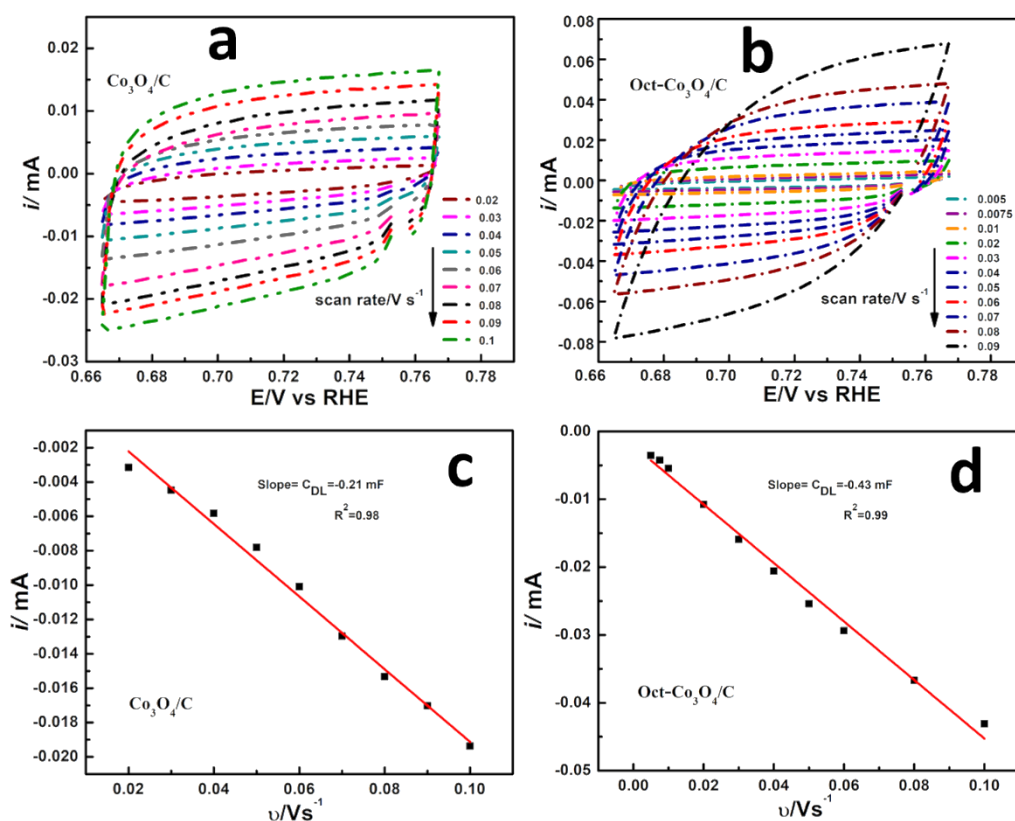 a
Co3O4/C
0.02
0.01
0.00
-0.01
-0.02
-0.03
i/ mA
0.66 0.68 0.70 0.72 0.74 0.76 0.78
E/V vs RHE
scan rate/V s-1
0.02
0.03
0.04
0.05
0.06
0.07
0.08
0.09
0.1
b
Oct-Co3O4/C
0.08
0.06
0.04
0.02
0.00
-0.02
-0.04
-0.06
-0.08
i/ mA
0.66 0.68 0.70 0.72 0.74 0.76 0.78
E/V vs RHE
scan rate/V s-1
0.005
0.0075
0.01
0.02
0.03
0.04
0.05
0.06
0.07
0.08
0.09
c
-0.002
-0.004
-0.006
-0.008
-0.010
-0.012
-0.014
-0.016
-0.018
-0.020
i/ mA
Slope= CDL=-0.21 mF
R2=0.98
Co3O4/C
0.02 0.04 0.06 0.08 0.10
υ/Vs-1
d
0.00
-0.01
-0.02
-0.03
-0.04
-0.05
i/ mA
Slope= CDL=-0.43 mF
R2=0.99
Oct-Co3O4/C
0.00 0.02 0.04 0.06 0.08 0.10
υ/Vs-1